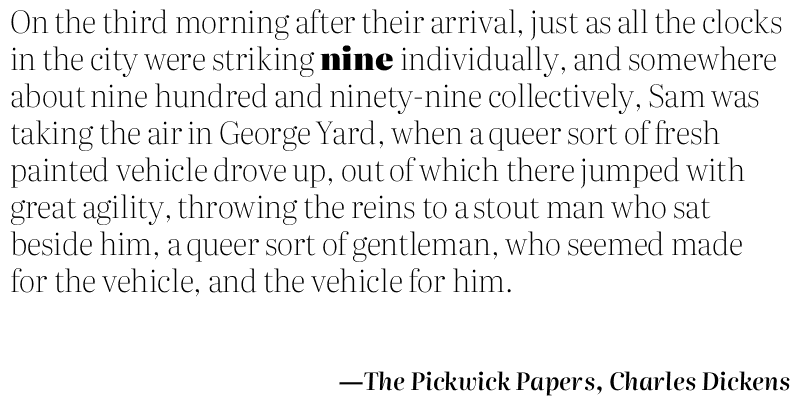 On the third morning after their arrival, just as all the clocks
in the city were striking nine individually, and somewhere
about nine hundred and ninety-nine collectively, Sam was
taking the air in George Yard, when a queer sort of fresh
painted vehicle drove up, out of which there jumped with
great agility, throwing the reins to a stout man who sat
beside him, a queer sort of gentleman, who seemed made
for the vehicle, and the vehicle for him.
—The Pickwick Papers, Charles Dickens